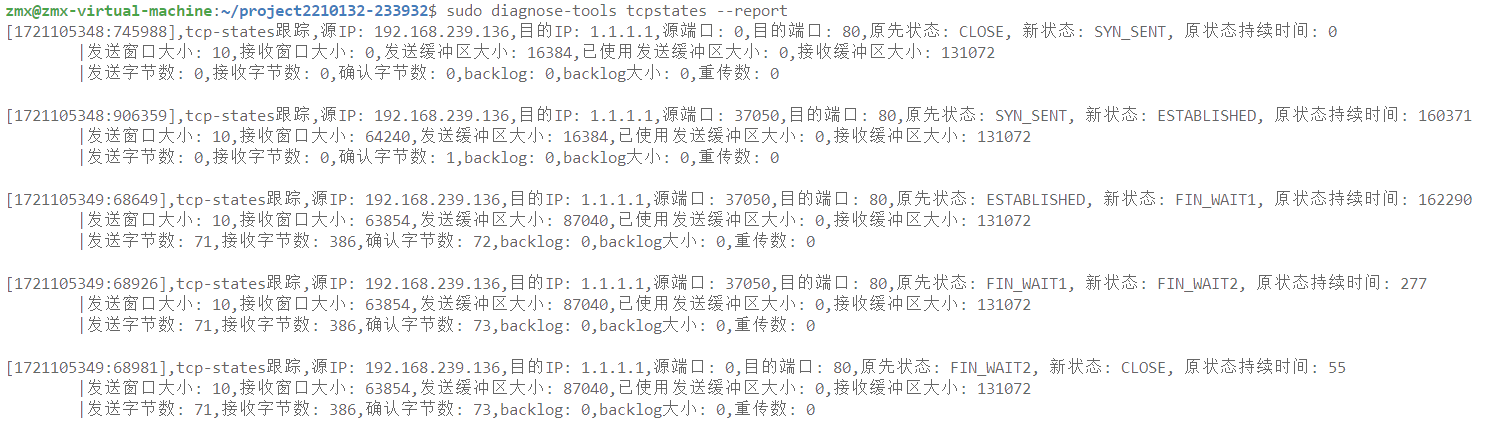 zmx@zmx-virtual-machine:~/project2210132-233932$ sudo diagnose-tools tcpstates --report
[1721105348:745988],tcp-states跟踪,源IP: 192.168.239.136,目的IP: 1.1.1.1,源端口: 0,目的端口: 80,原先状态: CLOSE, 新状态: SYN_SENT, 原状态持续时间: 0
|发送窗口大小: 10,接收窗口大小: 0,发送缓冲区大小: 16384,已使用发送缓冲区大小: 0,接收缓冲区大小: 131072
|发送字节数: 0,接收字节数: 0,确认字节数: 0,backlog: 0,backlog大小: 0,重传数: 0
[1721105348:906359],tcp-states跟踪,源IP: 192.168.239.136,目的IP: 1.1.1.1,源端口: 37050,目的端口: 80,原先状态: SYN_SENT, 新状态: ESTABLISHED, 原状态持续时间: 160371
|发送窗口大小: 10,接收窗口大小: 64240,发送缓冲区大小: 16384,已使用发送缓冲区大小: 0,接收缓冲区大小: 131072
|发送字节数: 0,接收字节数: 0,确认字节数: 1,backlog: 0,backlog大小: 0,重传数: 0
[1721105349:68649],tcp-states跟踪,源IP: 192.168.239.136,目的IP: 1.1.1.1,源端口: 37050,目的端口: 80,原先状态: ESTABLISHED, 新状态: FIN_WAIT1, 原状态持续时间: 162290
|发送窗口大小: 10,接收窗口大小: 63854,发送缓冲区大小: 87040,已使用发送缓冲区大小: 0,接收缓冲区大小: 131072
|发送字节数: 71,接收字节数: 386,确认字节数: 72,backlog: 0,backlog大小: 0,重传数: 0
[1721105349:68926],tcp-states跟踪,源IP: 192.168.239.136,目的IP: 1.1.1.1,源端口: 37050,目的端口: 80,原先状态: FIN_WAIT1, 新状态: FIN_WAIT2, 原状态持续时间: 277
|发送窗口大小: 10,接收窗口大小: 63854,发送缓冲区大小: 87040,已使用发送缓冲区大小: 0,接收缓冲区大小: 131072
|发送字节数: 71,接收字节数: 386,确认字节数: 73,backlog: 0,backlog大小: 0,重传数: 0
[1721105349:68981],tcp-states跟踪,源IP: 192.168.239.136,目的IP: 1.1.1.1,源端口: 0,目的端口: 80,原先状态: FIN_WAIT2, 新状态: CLOSE, 原状态持续时间: 55
|发送窗口大小: 10,接收窗口大小: 63854,发送缓冲区大小: 87040,已使用发送缓冲区大小: 0,接收缓冲区大小: 131072
|发送字节数: 71,接收字节数: 386,确认字节数: 73,backlog: 0,backlog大小: 0,重传数: 0